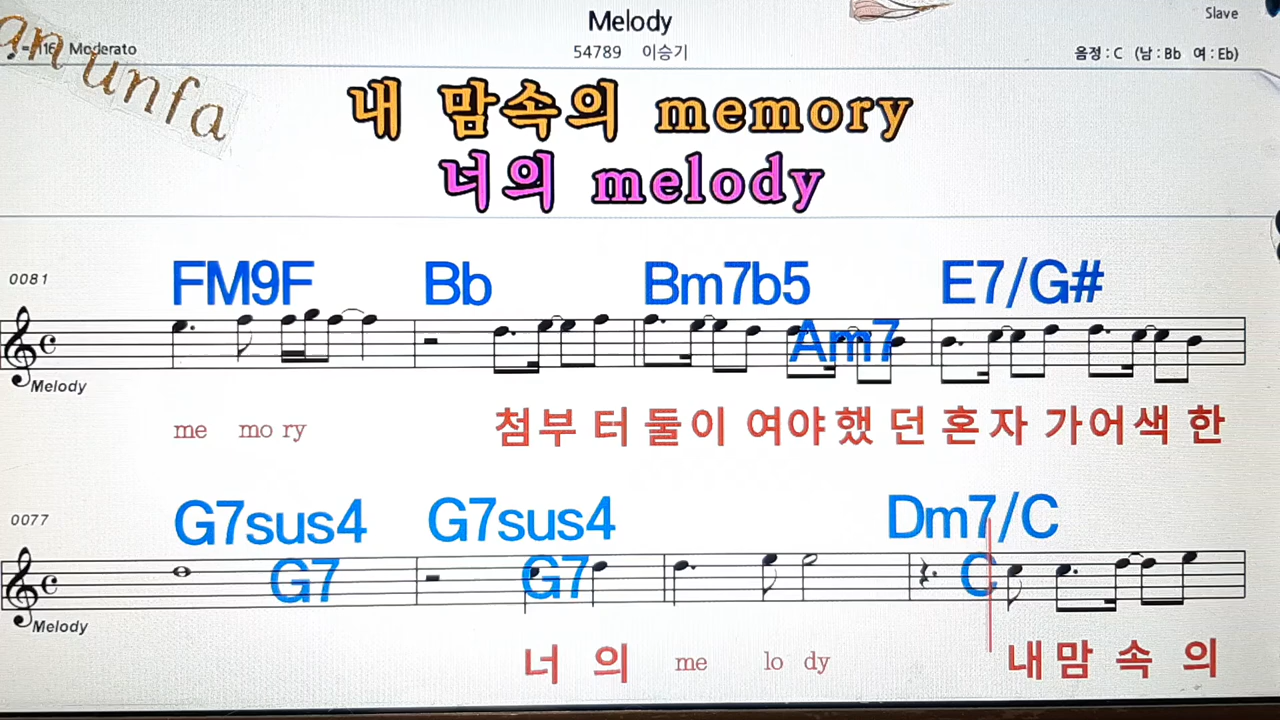 Melody
Slave
an unfa
=116 Moderato
54789 이승기
음정 : C (남 : Bb 여 : Eb)
내 맘속의 memory
너의 melody
0081
FM9F Bb Bm7b5 E7/G#
Am7
Melody
me mo ry 첨부 터 둘이 여야했 던 혼자 가어색 한
0077
G7sus4 G7sus4 Dm7/C
G7 G7 C
Melody
너 의 me lo dy 내맘 속 의